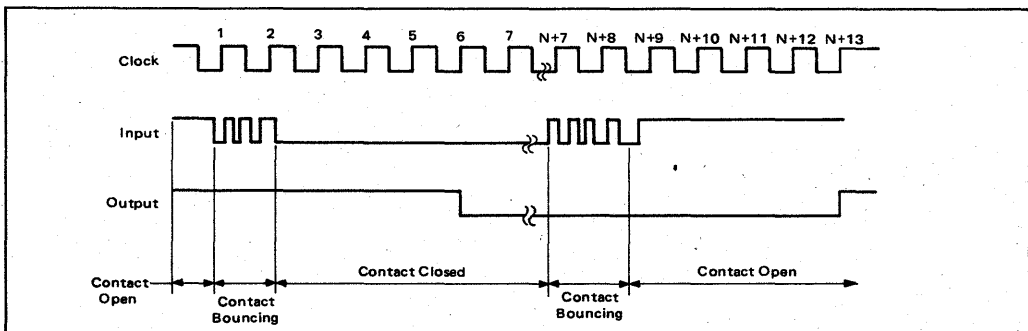 1 2 3 4 5 6 7 N+7 N+8 N+9 N+10 N+11 N+12 N+13
Clock
Input
Output
Contact Open
Contact Bouncing
Contact Closed
Contact Bouncing
Contact Open